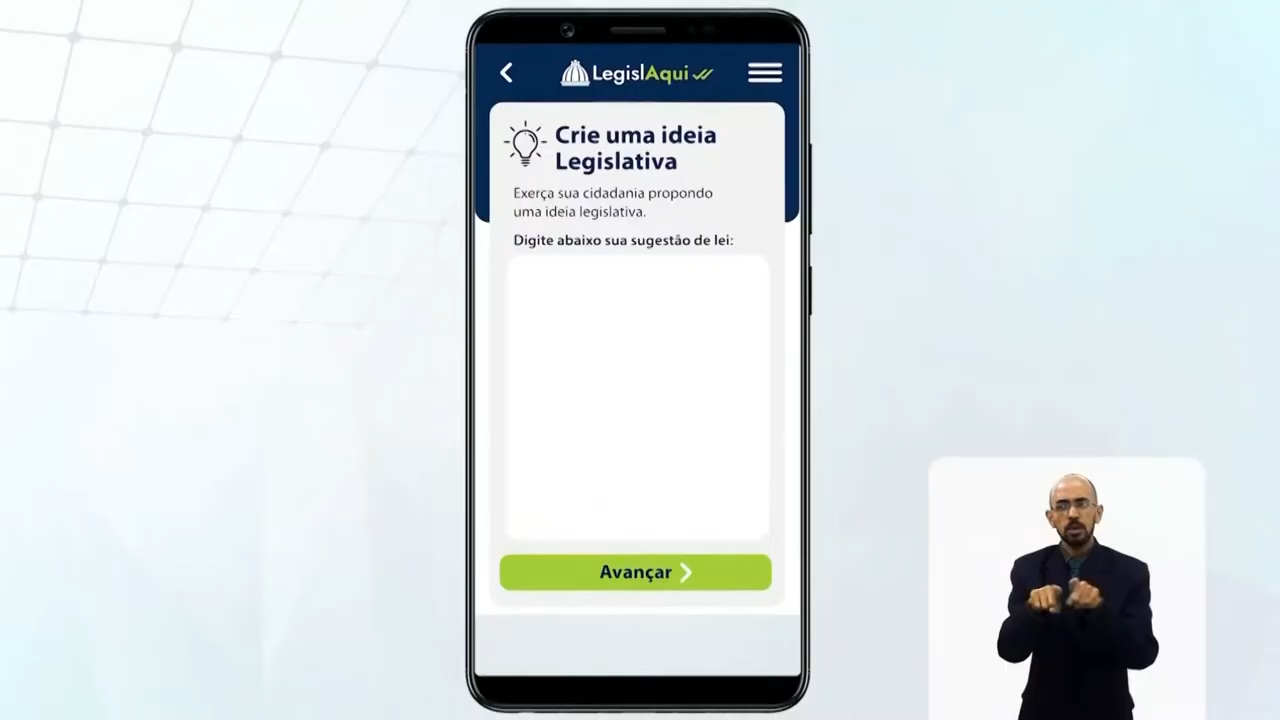 LegislAqui
Crie uma ideia
Legislativa
Exerça sua cidadania propondo
uma ideia legislativa.
Digite abaixo sua sugestão de lei:
Avançar